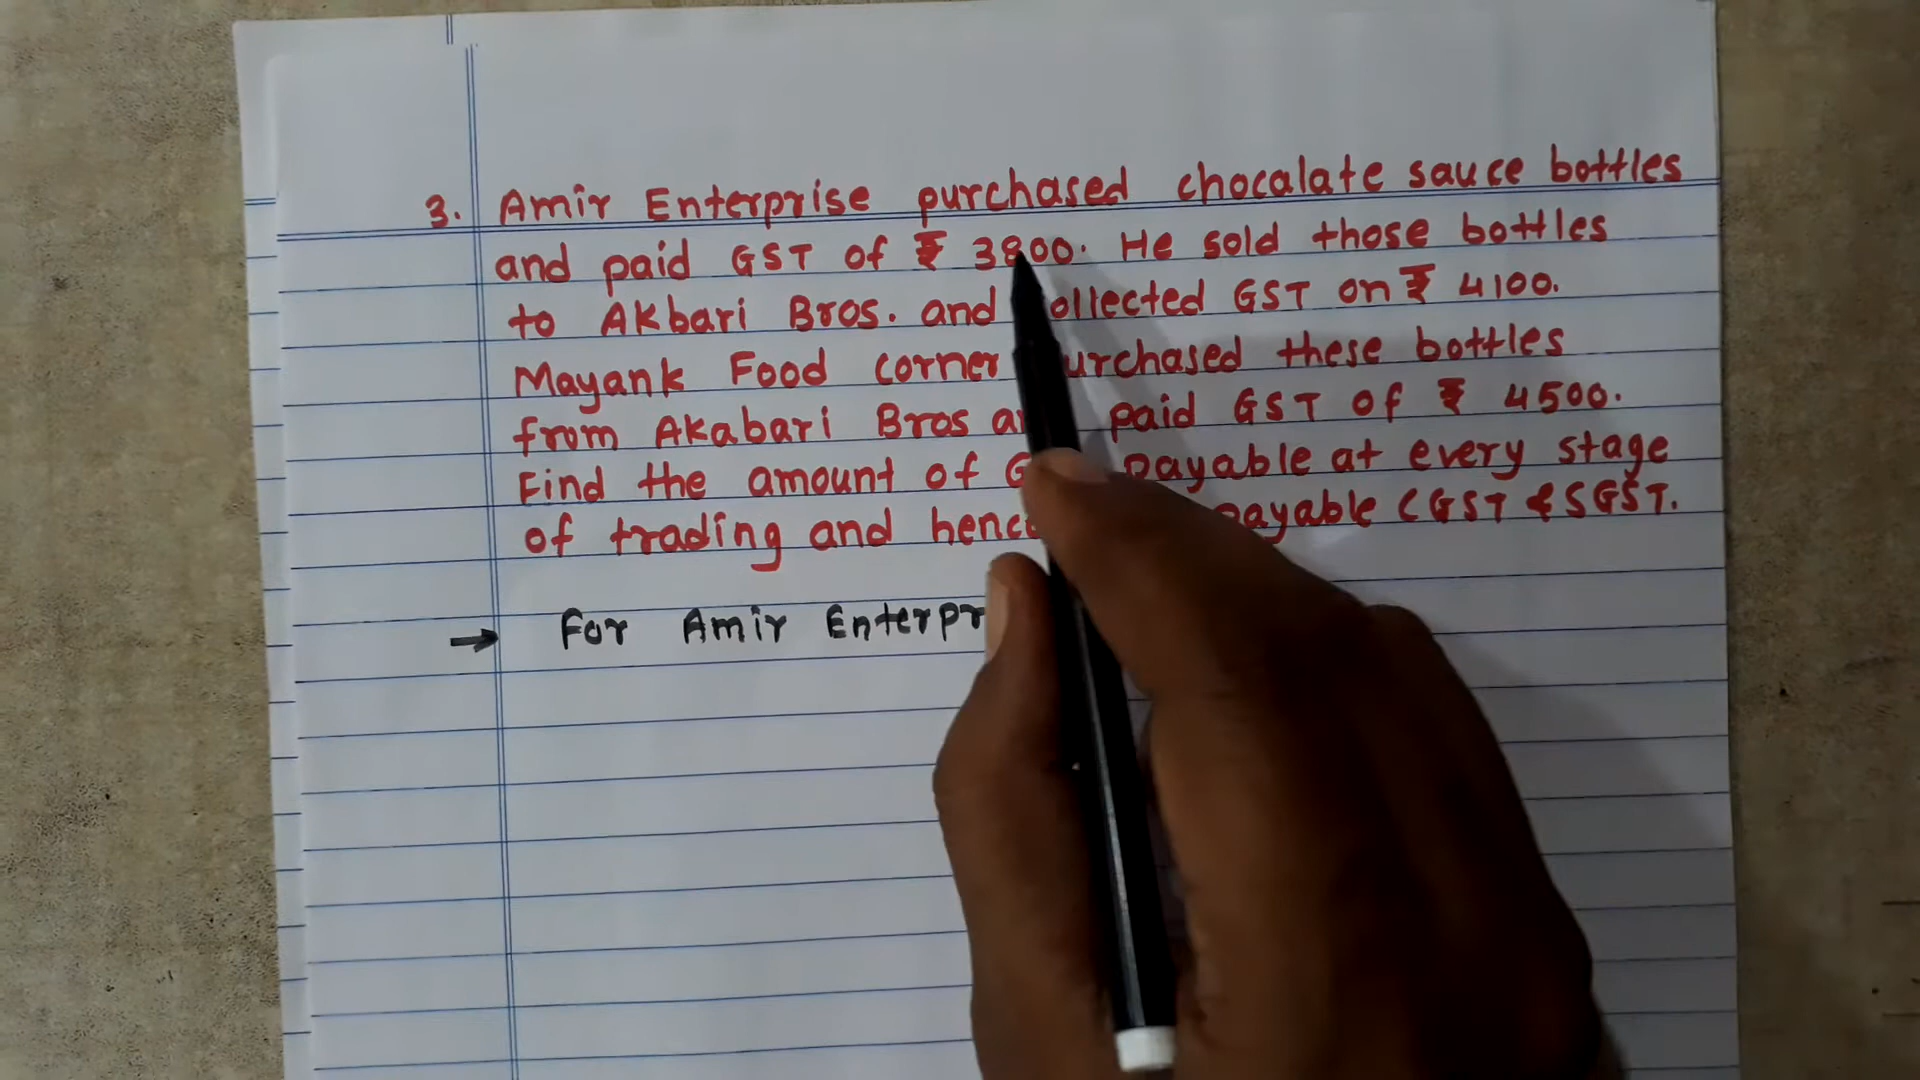 3. Amir Enterprise purchased chocalate sauce bottles
and paid GST of ₹ 3800. He sold those bottles
to Akbari Bros. and ollected GST on ₹ 4100.
Mayank Food corner urchased these bottles
from Akabari Bros paid GST of ₹ 4500.
Find the amount of payable at every stage
of trading and henc payable CGST & SGST.
→ For Amir Enterpr